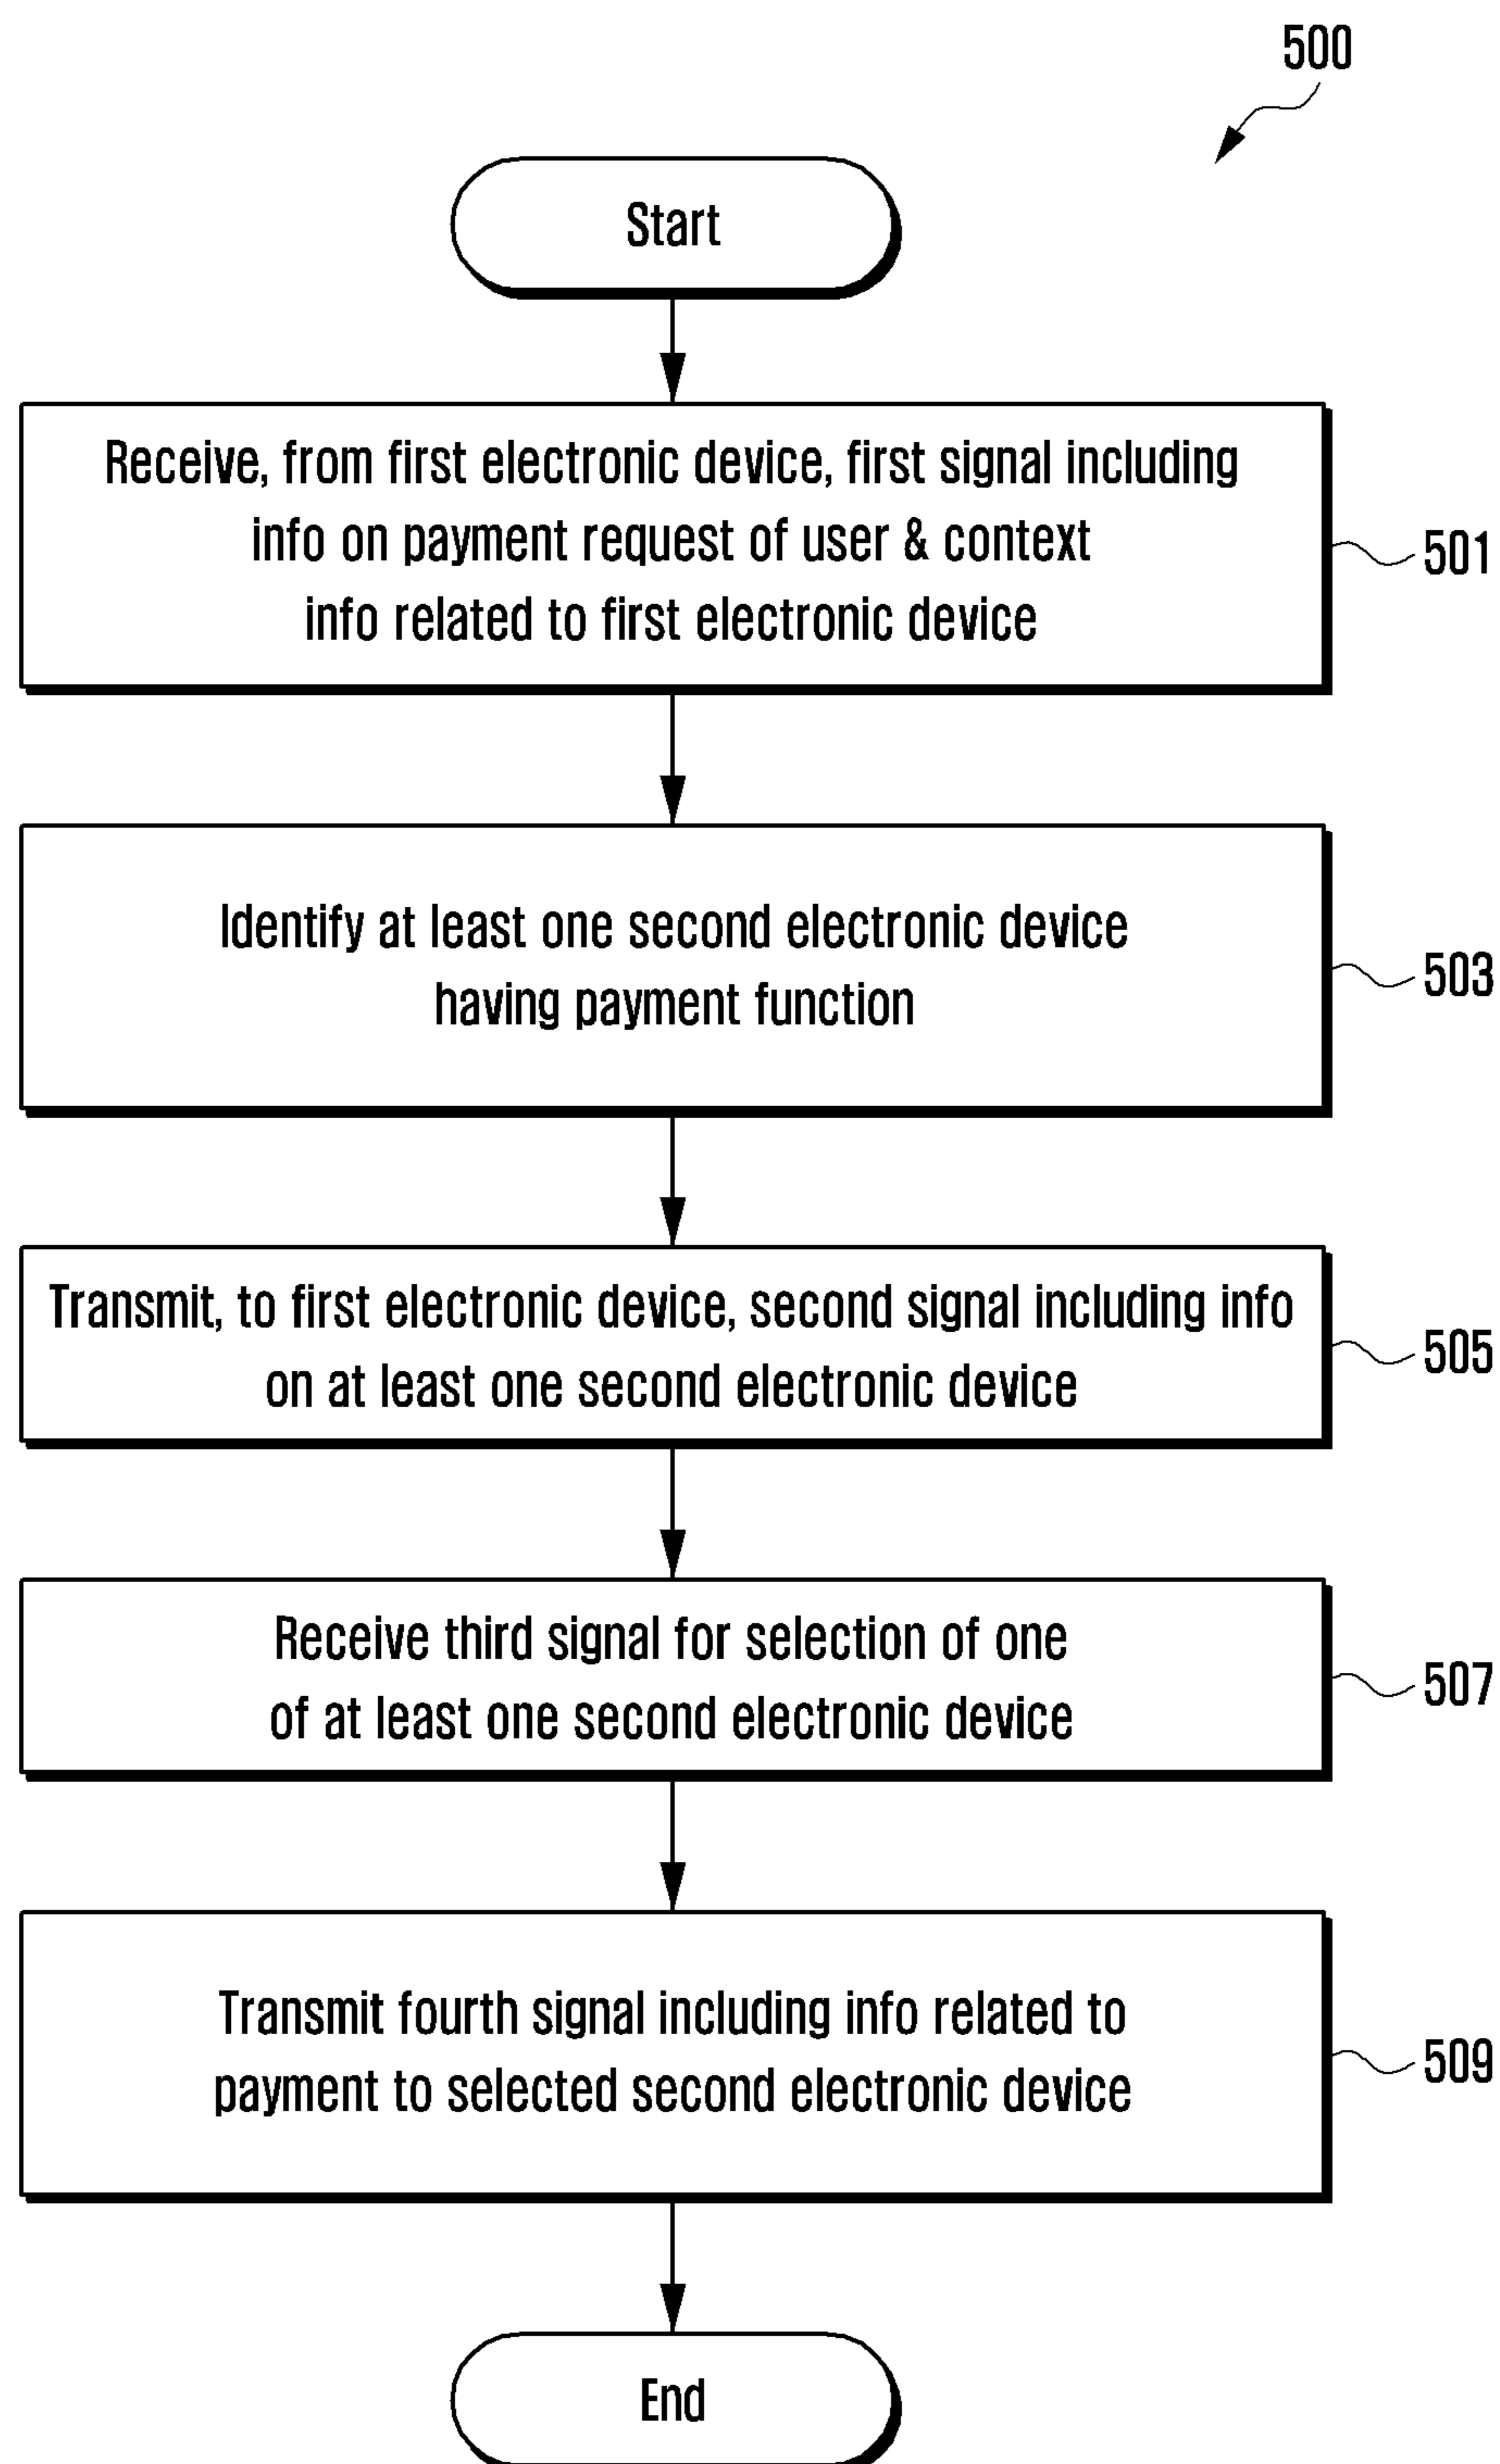 500
Start
Receive, from first electronic device, first signal including
info on payment request of user & context
info related to first electronic device
501
Identify at least one second electronic device
having payment function
503
Transmit, to first electronic device, second signal including info
on at least one second electronic device
505
Receive third signal for selection of one
of at least one second electronic device
507
Transmit fourth signal including info related to
payment to selected second electronic device
509
End